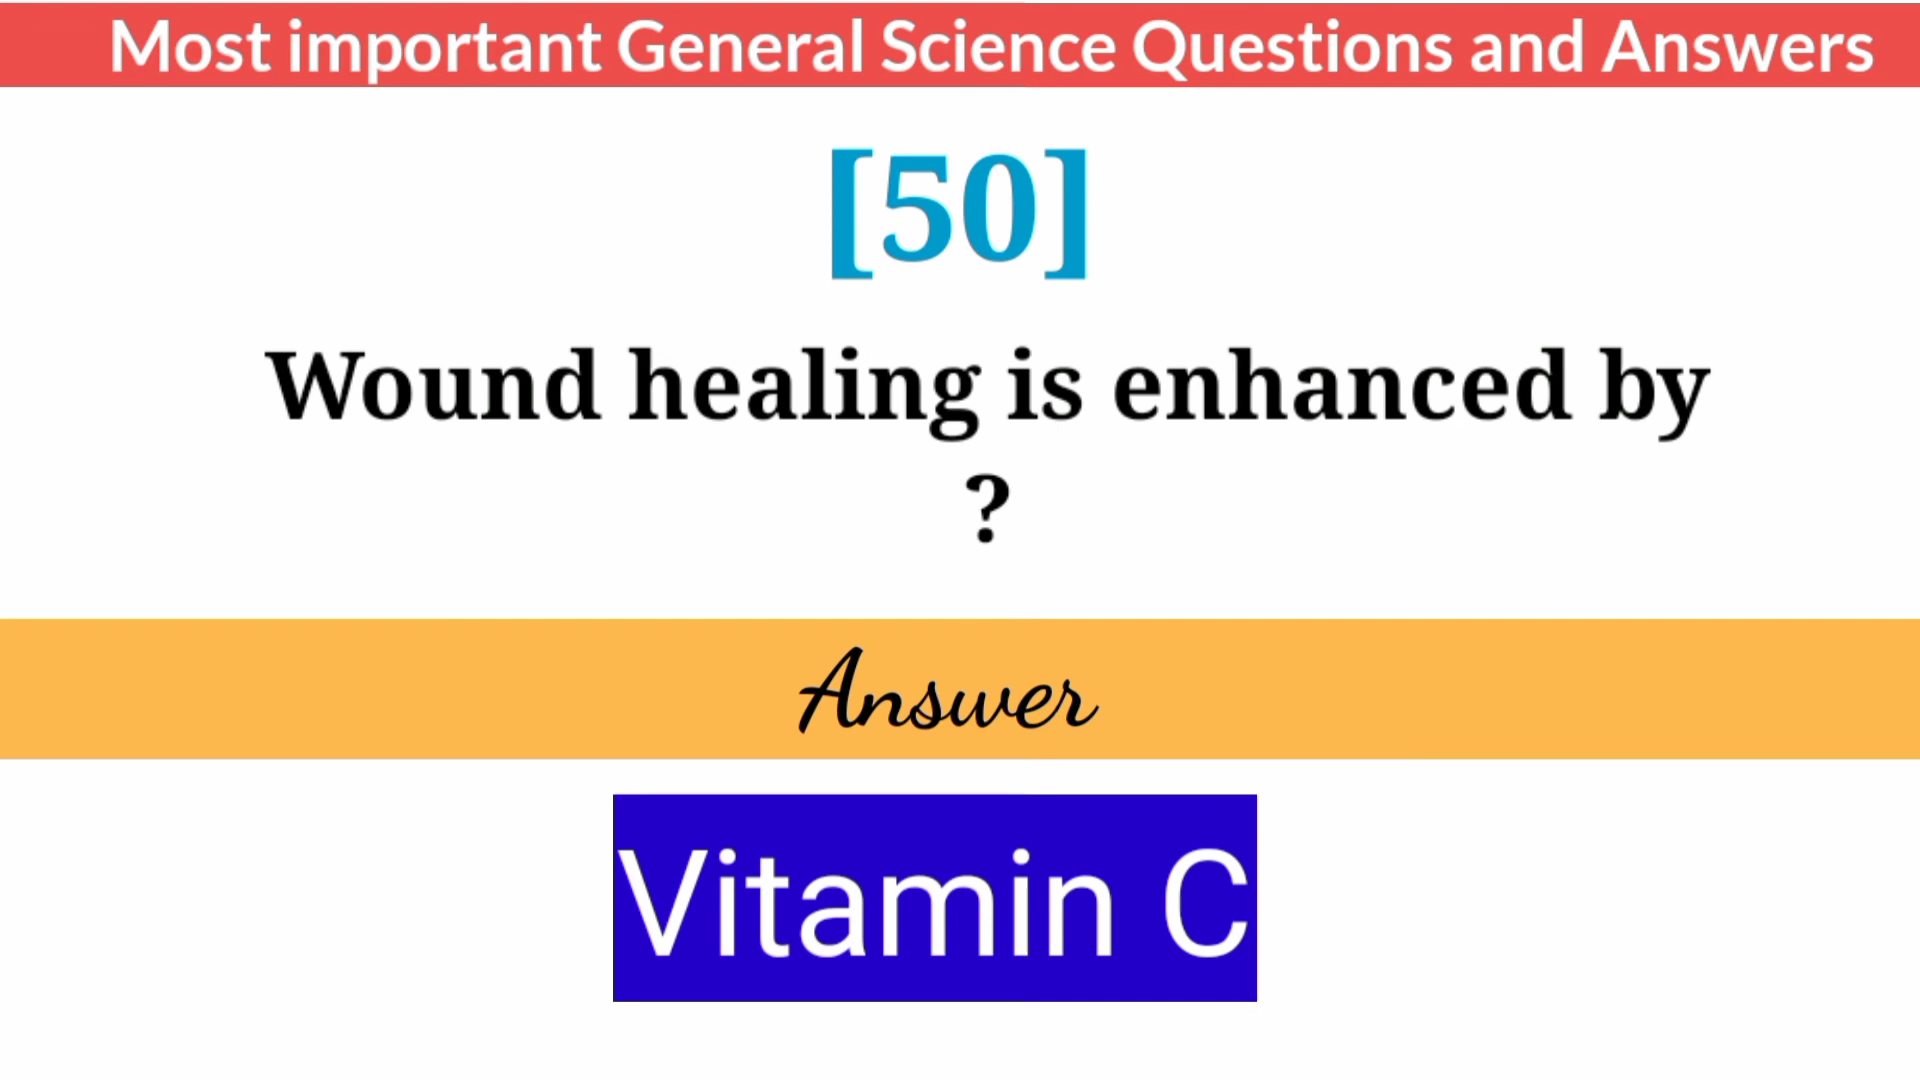 Most important General Science Questions and Answers
[50]
Wound healing is enhanced by
?
Answer
Vitamin C